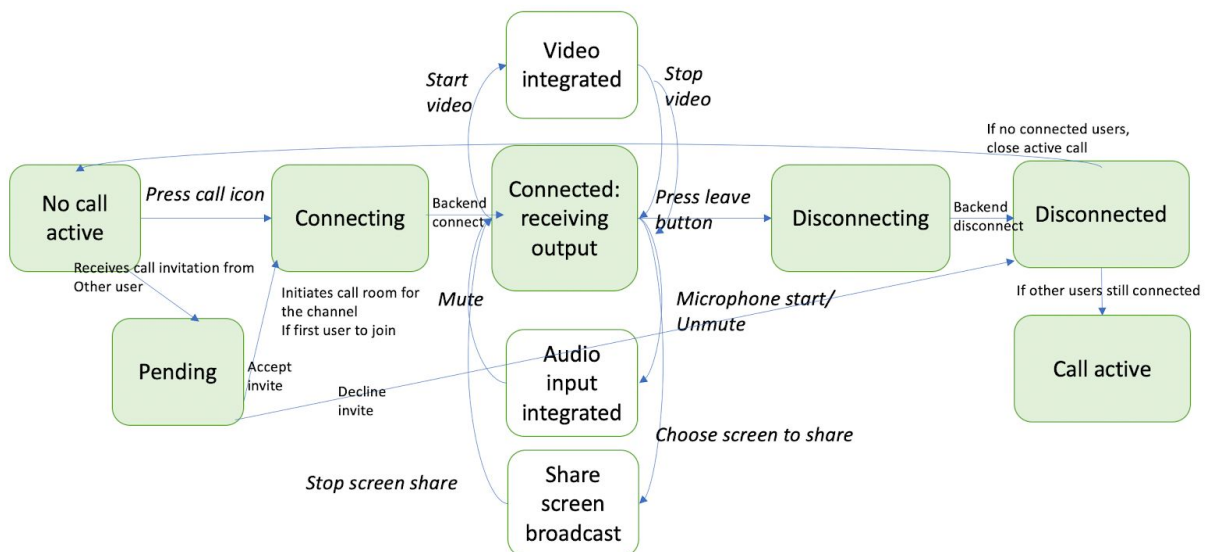 Video
integrated
Start
video
Stop
video
If no connected users,
close active call
No call
active
Press call icon
Connecting
Backend
connect
Connected:
receiving
output
Press leave
button
Disconnecting
Backend
disconnect
Disconnected
Receives call invitation from
Other user
Initiates call room for
the channel
If first user to join
Mute
Microphone start/
Unmute
If other users still connected
Pending
Accept
invite
Decline
invite
Audio
input
integrated
Call active
Choose screen to share
Stop screen share
Share
screen
broadcast